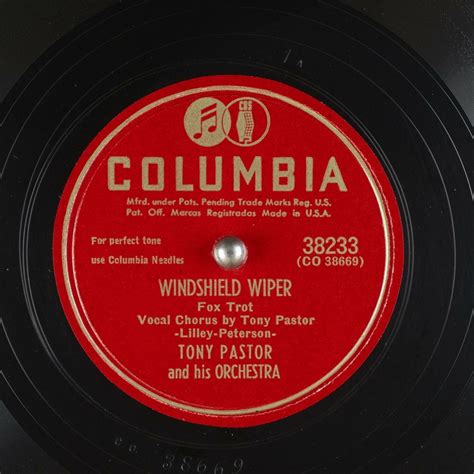 CBS
COLUMBIA
Mfrd. under Pats. Pending Trade Marks Reg. U.S.
Pat. Off. Marcas Registradas Made in U.S.A.
For perfect tone
use Columbia Needles
38233
(CO 38669)
WINDSHIELD WIPER
Fox Trot
Vocal Chorus by Tony Pastor
-Lilley-Peterson-
TONY PASTOR
and his ORCHESTRA
38669